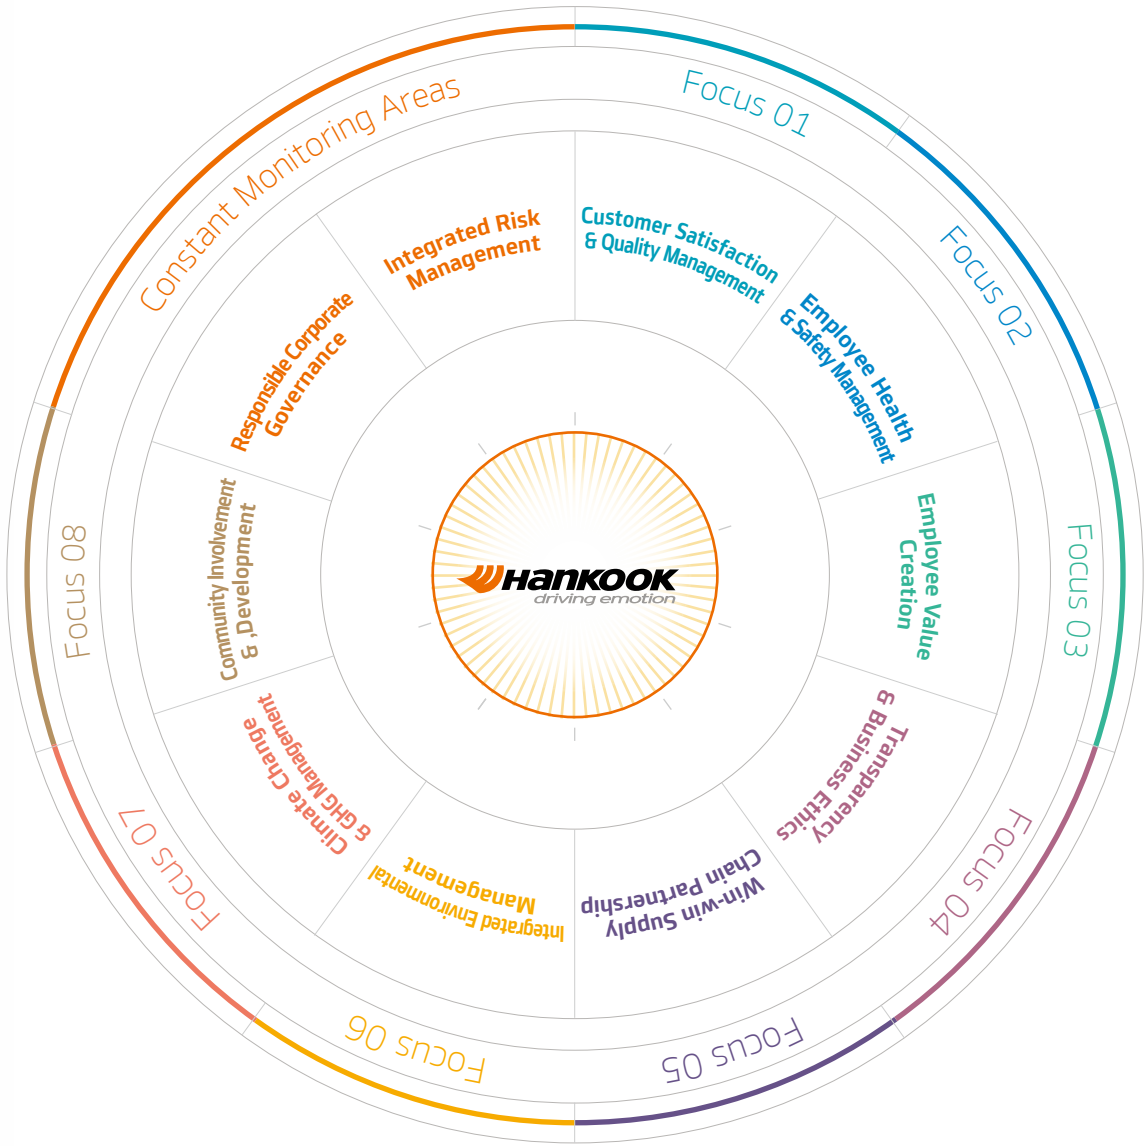 Focus 01
Customer Satisfaction
& Quality Management
Focus 02
Employee Health
& Safety Management
Focus 03
Employee Value
Creation
Focus 04
Transparency
& Business Ethics
Focus 05
Win-win Supply
Chain Partnership
Focus 06
Integrated Environmental
Management
Focus 07
Climate Change
& GHG Management
Focus 08
Community Involvement
& ,Development
Constant Monitoring Areas
Responsible Corporate
Governance
Integrated Risk
Management
HANKOOK
driving emotion